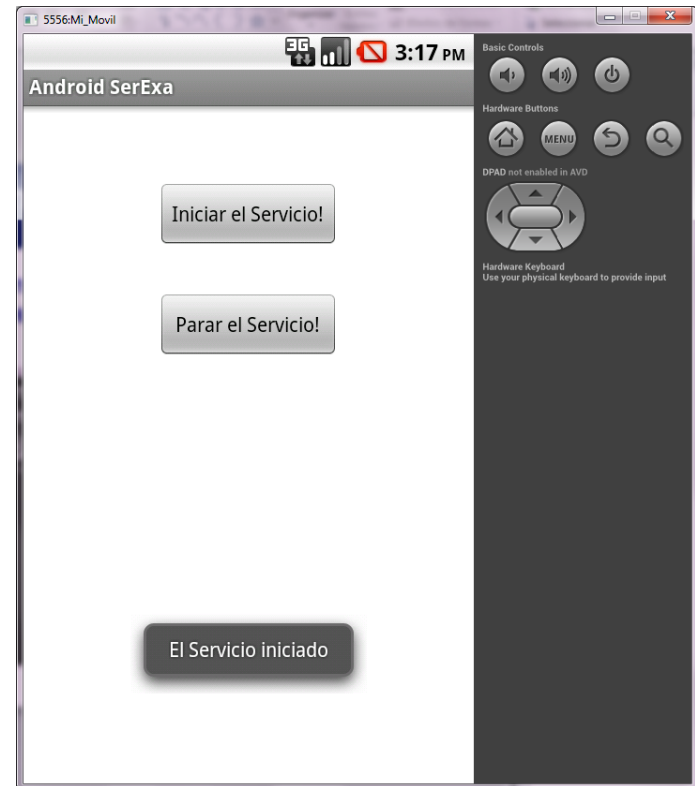 5556:Mi_Movil
3G 3:17 PM
Android SerExa
Iniciar el Servicio!
Parar el Servicio!
El Servicio iniciado
Basic Controls
Hardware Buttons
MENU
DPAD not enabled in AVD
Hardware Keyboard
Use your physical keyboard to provide input